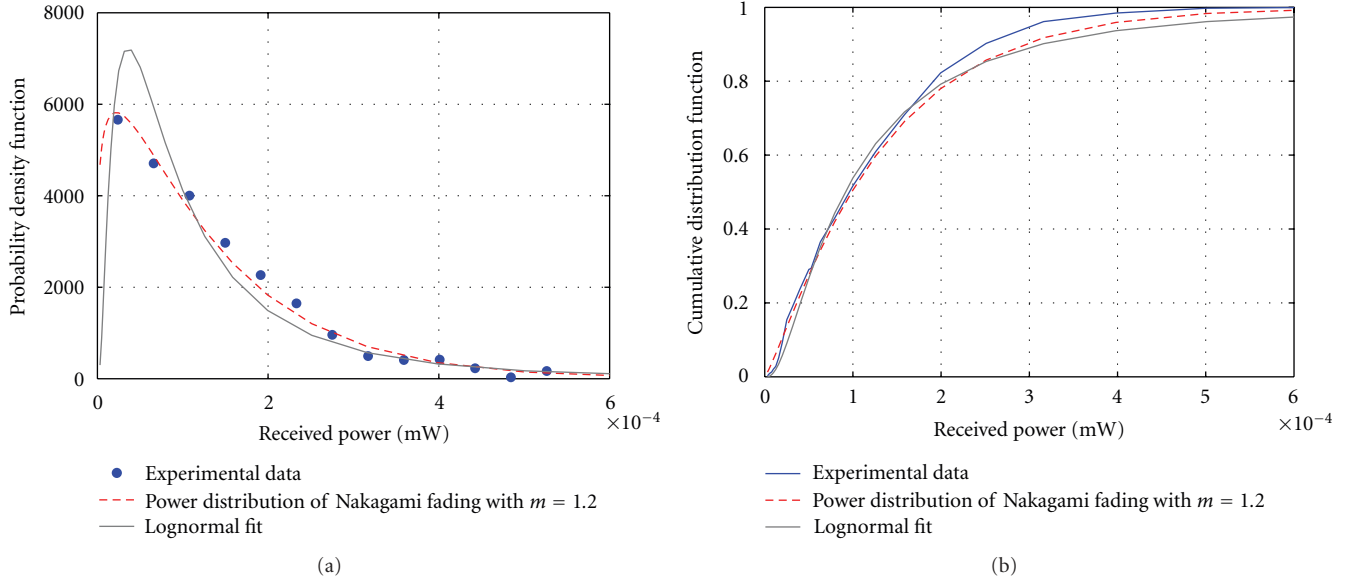 Probability density function
8000
6000
4000
2000
0
0
2
4
6
×10−4
Received power (mW)
Experimental data
Power distribution of Nakagami fading with m = 1.2
Lognormal fit
(a)
Cumulative distribution function
1
0.8
0.6
0.4
0.2
0
0
1
2
3
4
5
6
×10−4
Received power (mW)
Experimental data
Power distribution of Nakagami fading with m = 1.2
Lognormal fit
(b)